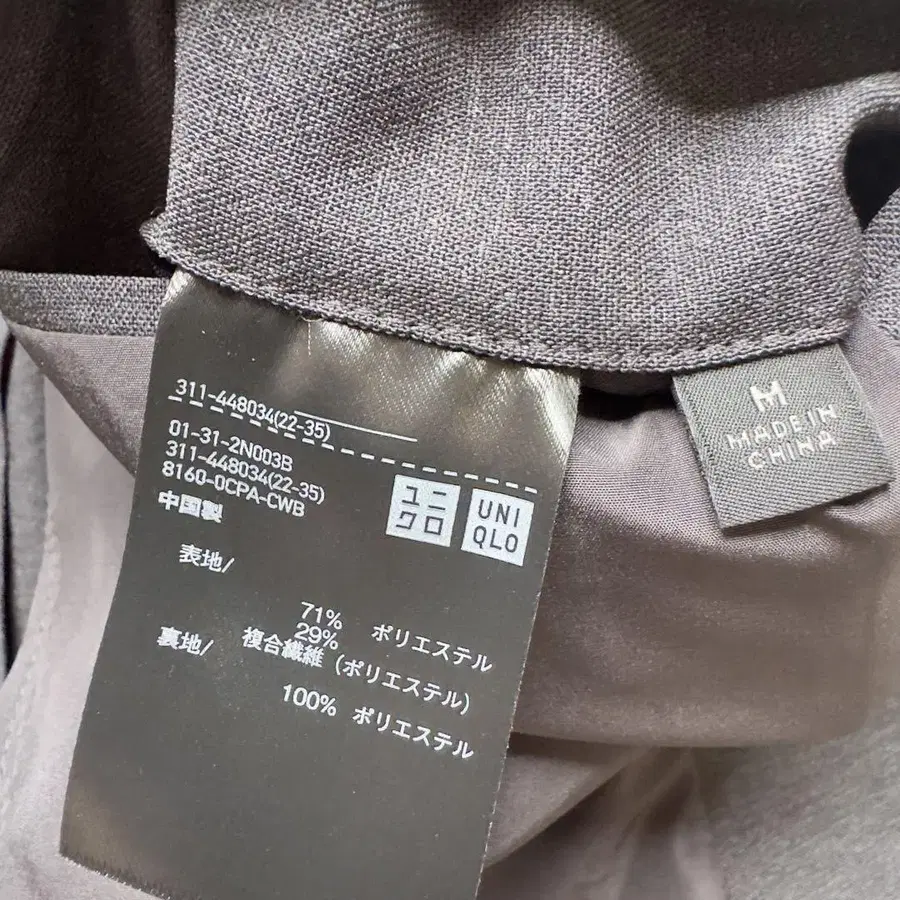 311-448034(22-35)
01-31-2N003B
311-448034(22-35)
8160-0CPA-CWB
中国製
ユニ
クロ
UNI
QLO
表地/
71% ポリエステル
29%
複合繊維 (ポリエステル)
裏地/
100% ポリエステル
M
MADE IN
CHINA